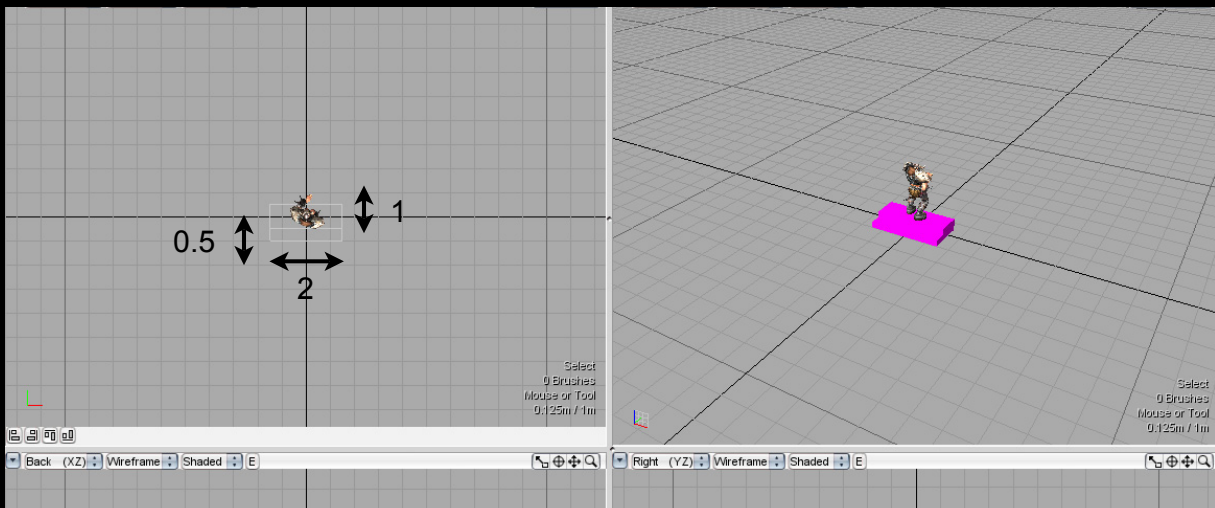 1
0.5
2
Select
0 Brushes
Mouse or Tool
0.125m / 1m
Select
0 Brushes
Mouse or Tool
0.125m / 1m
Back (XZ) Wireframe Shaded E
Right (YZ) Wireframe Shaded E